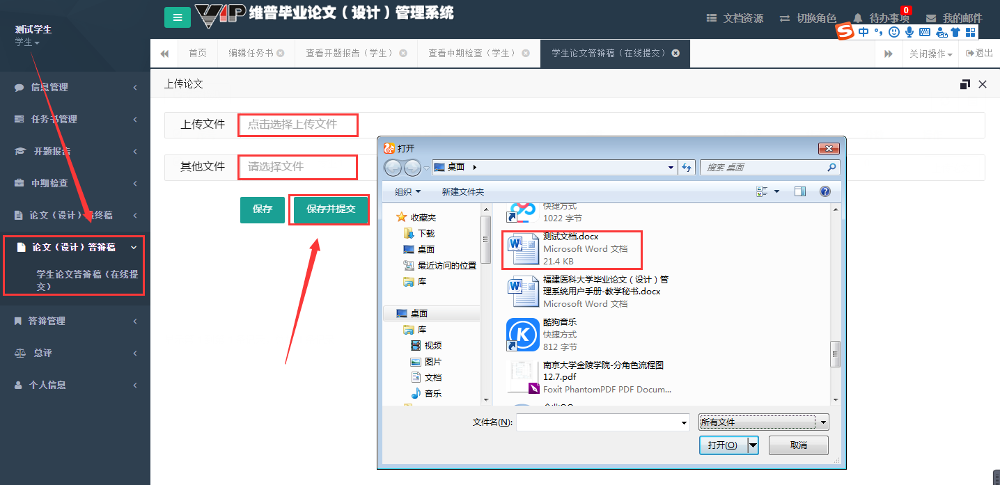 VIP 维普毕业论文（设计）管理系统
文档资源
切换角色
待办事项
0
我的邮件
中
测试学生
学生
首页
编辑任务书
查看开题报告（学生）
查看中期检查（学生）
学生论文答辩稿（在线提交）
关闭操作
退出
信息管理
任务书管理
开题报告
中期检查
论文（设计）最终稿
论文（设计）答辩稿
学生论文答辩稿（在线提
交）
答辩管理
总评
个人信息
上传论文
上传文件
点击选择上传文件
其他文件
请选择文件
保存
保存并提交
打开
桌面
搜索 桌面
组织
新建文件夹
收藏夹
下载
桌面
最近访问的位置
库
桌面
库
视频
图片
文档
音乐
快捷方式
1022 字节
测试文档.docx
Microsoft Word 文档
21.4 KB
福建医科大学毕业论文（设计）管
理系统用户手册-教学秘书.docx
Microsoft Word 文档
酷狗音乐
快捷方式
812 字节
南京大学金陵学院-分角色流程图
12.7.pdf
Foxit PhantomPDF PDF Docum...
文件名(N):
所有文件
打开(O)
取消